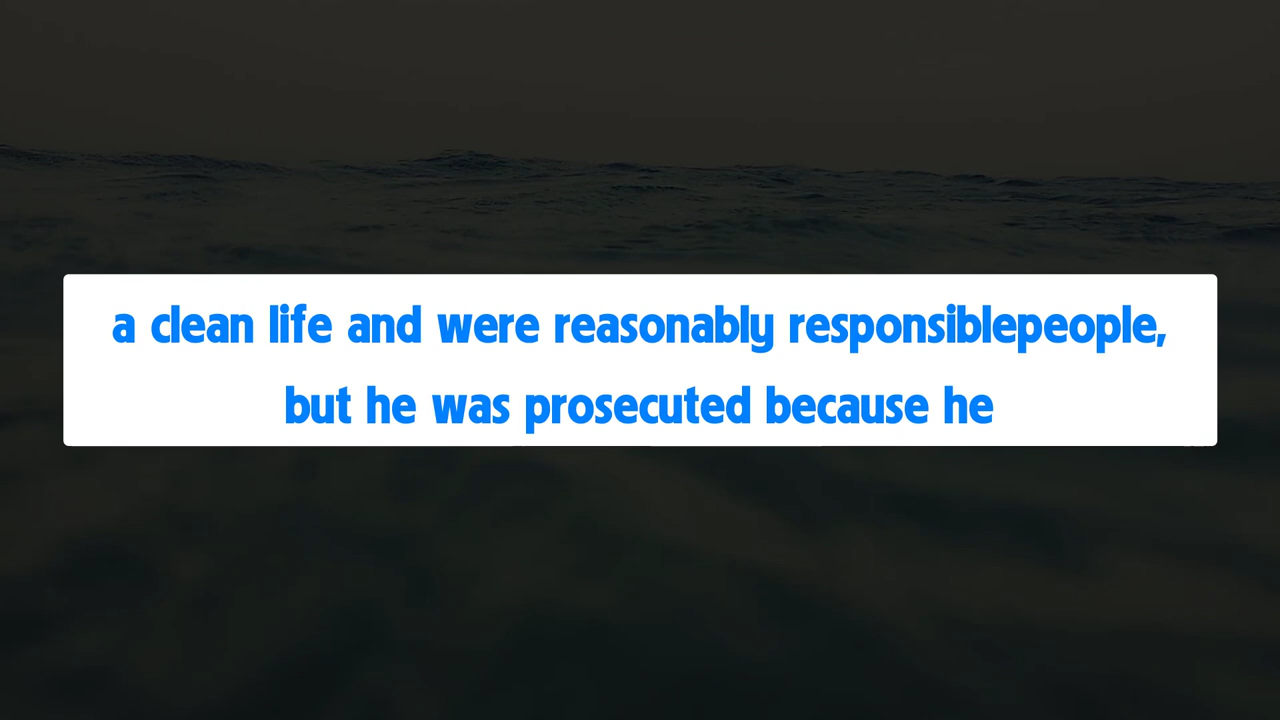 a clean life and were reasonably responsiblepeople,
but he was prosecuted because he